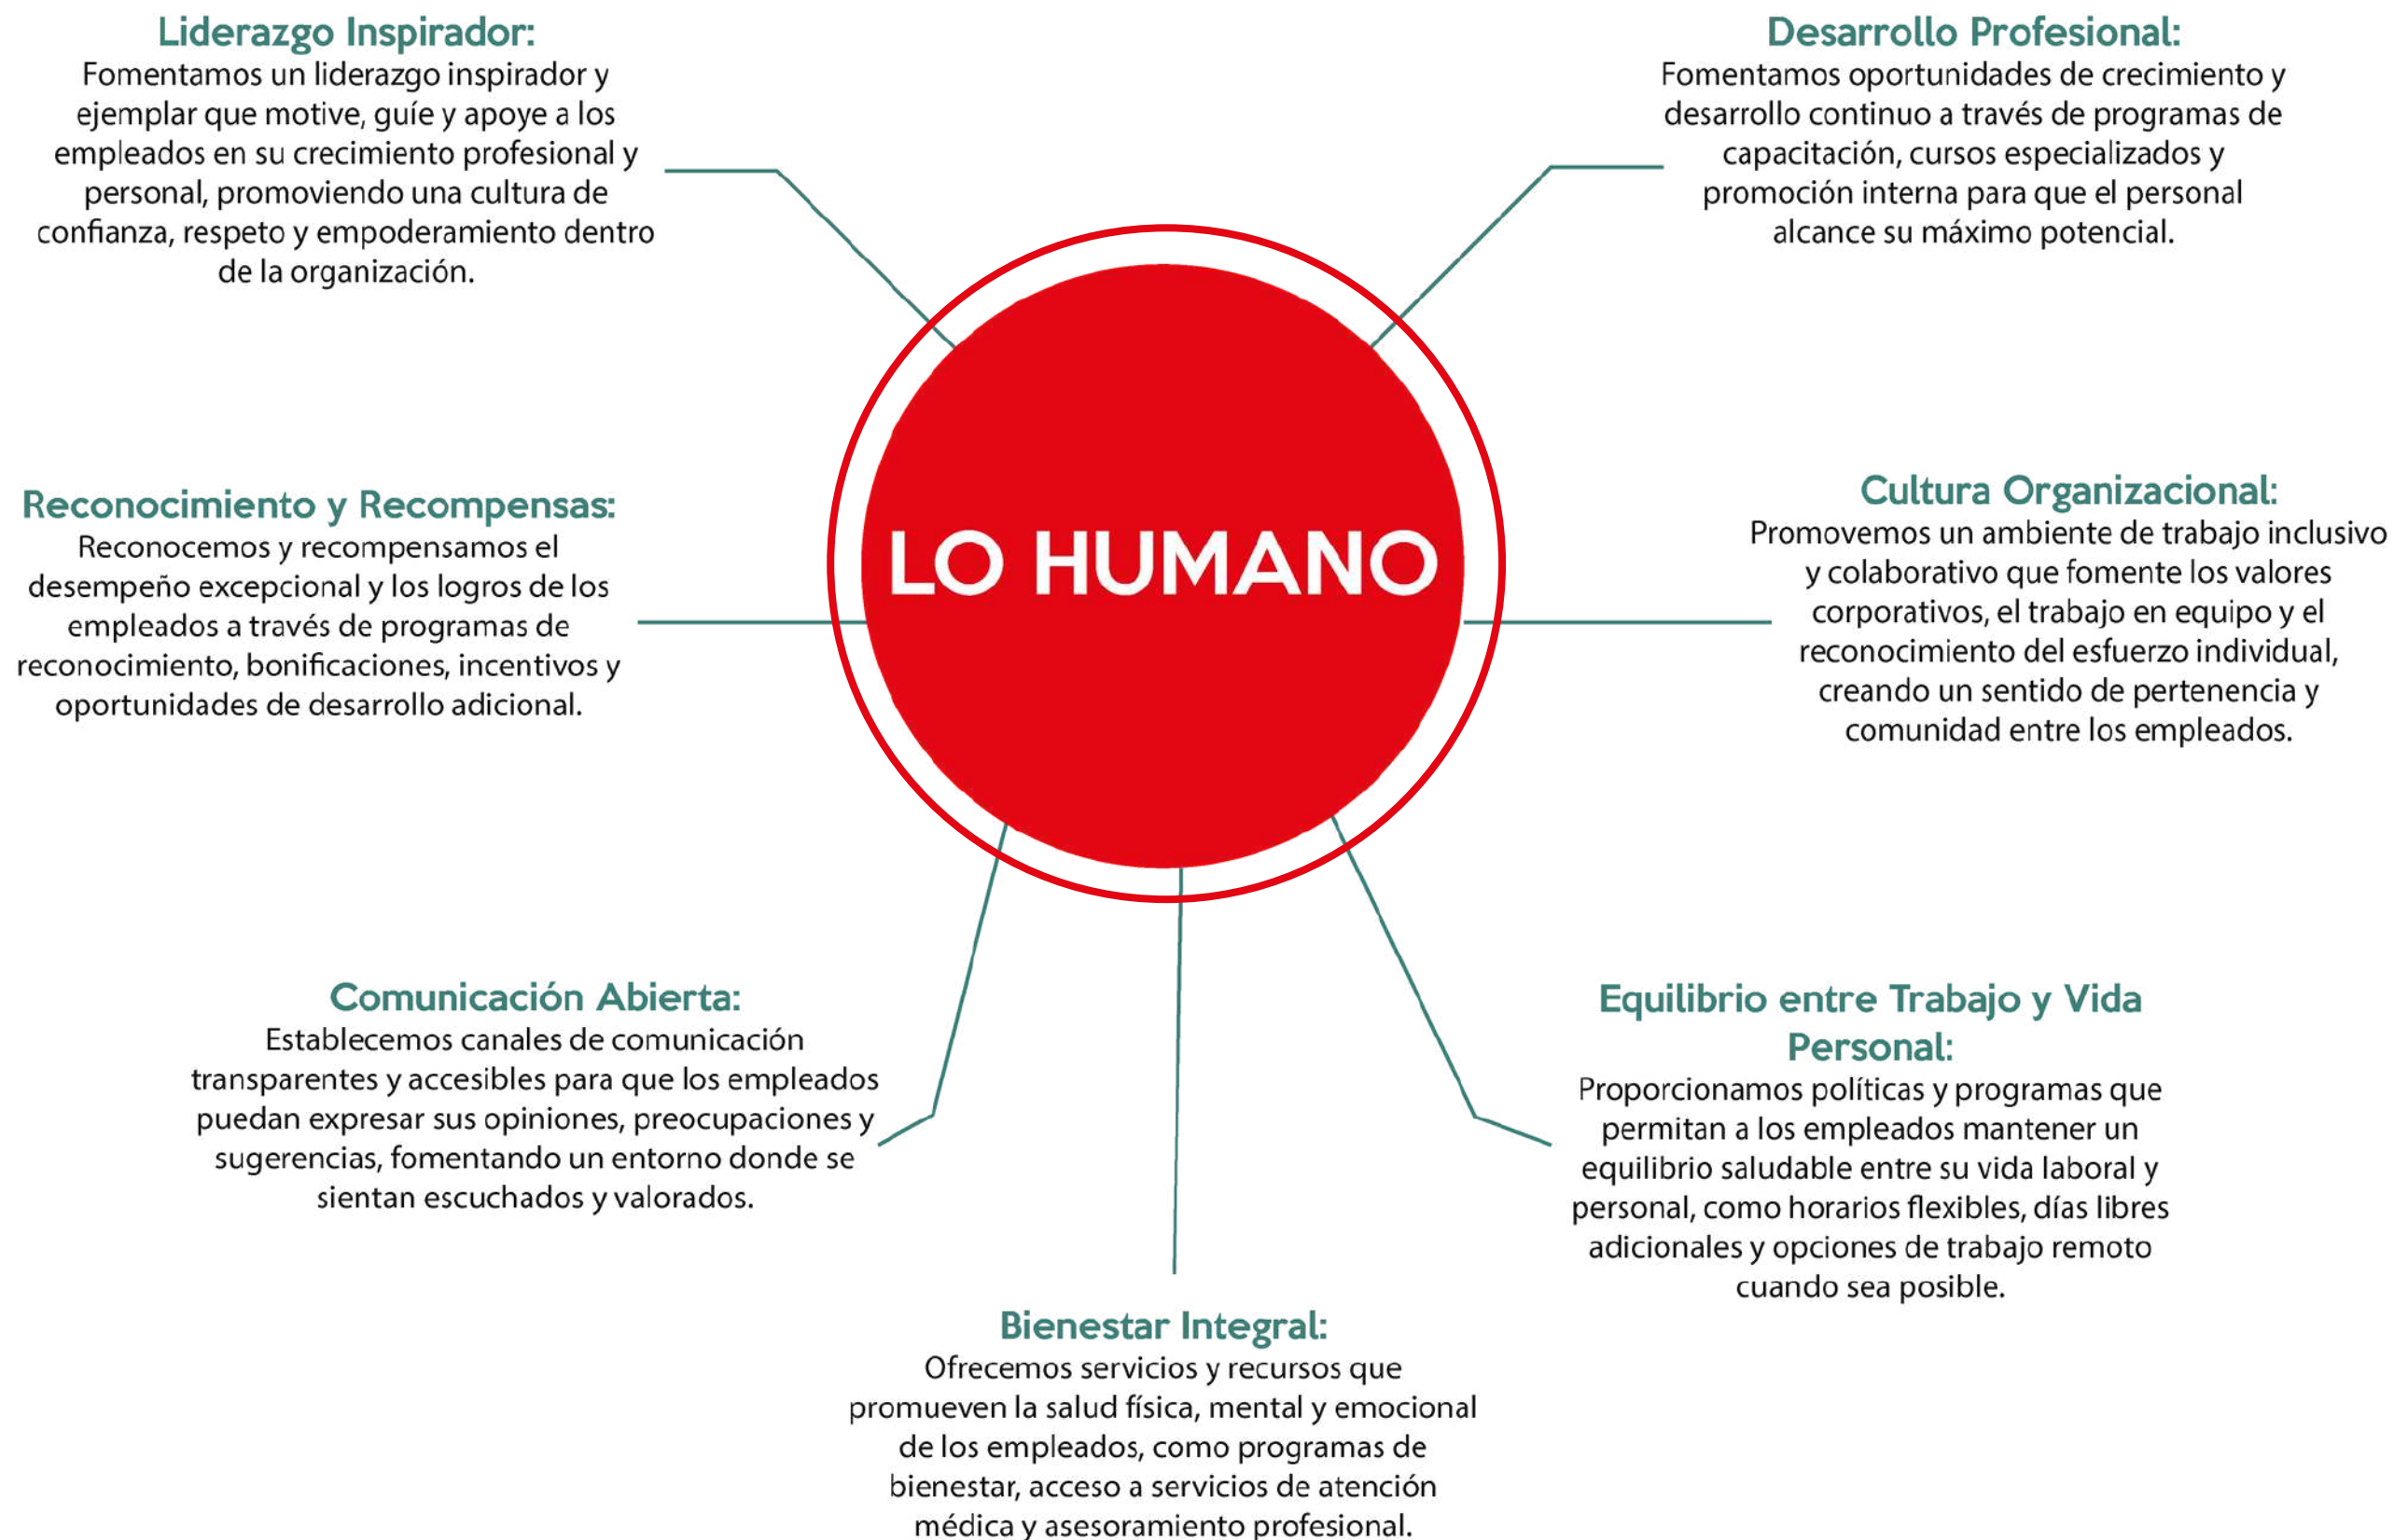 Liderazgo Inspirador:
Fomentamos un liderazgo inspirador y
ejemplar que motive, guíe y apoye a los
empleados en su crecimiento profesional y
personal, promoviendo una cultura de
confianza, respeto y empoderamiento dentro
de la organización.
Desarrollo Profesional:
Fomentamos oportunidades de crecimiento y
desarrollo continuo a través de programas de
capacitación, cursos especializados y
promoción interna para que el personal
alcance su máximo potencial.
Reconocimiento y Recompensas:
Reconocemos y recompensamos el
desempeño excepcional y los logros de los
empleados a través de programas de
reconocimiento, bonificaciones, incentivos y
oportunidades de desarrollo adicional.
LO HUMANO
Cultura Organizacional:
Promovemos un ambiente de trabajo inclusivo
y colaborativo que fomente los valores
corporativos, el trabajo en equipo y el
reconocimiento del esfuerzo individual,
creando un sentido de pertenencia y
comunidad entre los empleados.
Comunicación Abierta:
Establecemos canales de comunicación
transparentes y accesibles para que los empleados
puedan expresar sus opiniones, preocupaciones y
sugerencias, fomentando un entorno donde se
sientan escuchados y valorados.
Equilibrio entre Trabajo y Vida
Personal:
Proporcionamos políticas y programas que
permitan a los empleados mantener un
equilibrio saludable entre su vida laboral y
personal, como horarios flexibles, días libres
adicionales y opciones de trabajo remoto
cuando sea posible.
Bienestar Integral:
Ofrecemos servicios y recursos que
promueven la salud física, mental y emocional
de los empleados, como programas de
bienestar, acceso a servicios de atención
médica y asesoramiento profesional.